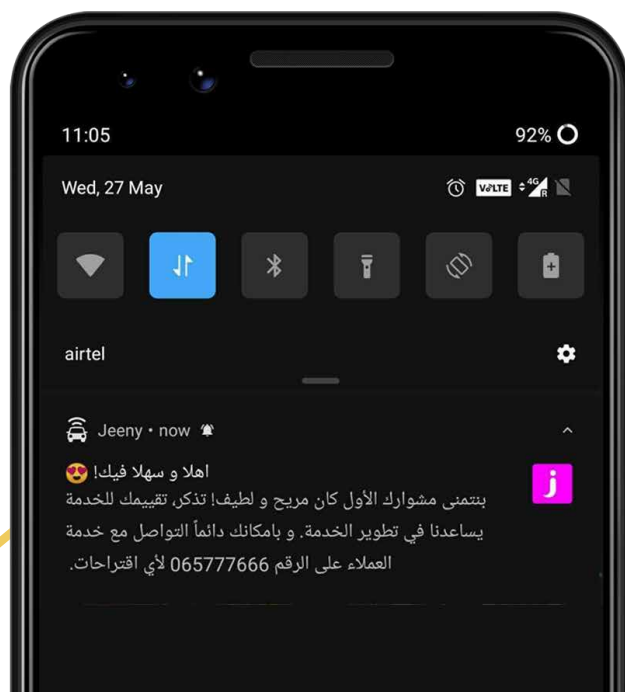 11:05
92%
Wed, 27 May
VoLTE
4G
R
airtel
Jeeny • now
اهلا و سهلا فيك! 😍
j
بنتمنى مشوارك الأول كان مريح و لطيف! تذكر، تقييمك للخدمة
يساعدنا في تطوير الخدمة. و بامكانك دائماً التواصل مع خدمة
العملاء على الرقم 065777666 لأي اقتراحات.